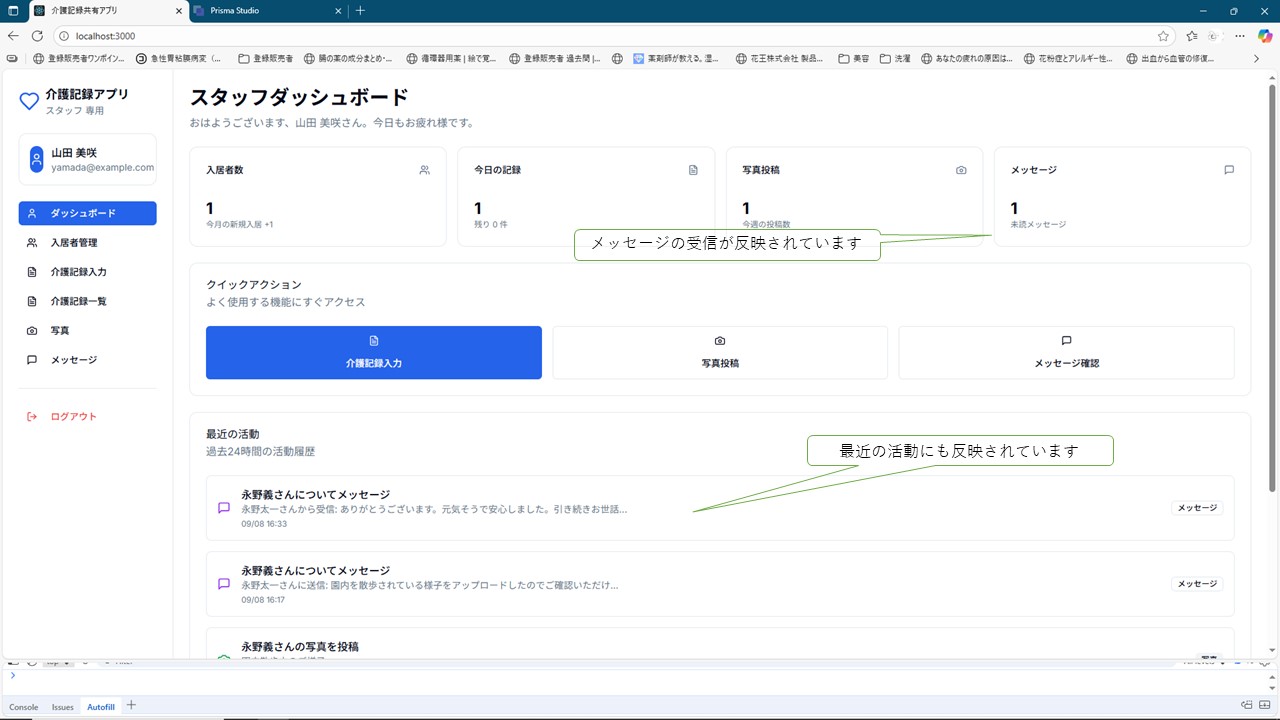 介護記録共有アプリ
Prisma Studio
localhost:3000
登録販売者ワンポイン...
急性胃粘膜病変（...
登録販売者
腸の薬の成分まとめ-...
循環器用薬 | 絵で覚...
登録販売者 過去問 |...
薬剤師が教える。湿...
花王株式会社 製品...
美容
洗濯
あなたの疲れの原因は...
花粉症とアレルギー性...
出血から血管の修復...
介護記録アプリ
スタッフ 専用
山田 美咲
yamada@example.com
ダッシュボード
入居者管理
介護記録入力
介護記録一覧
写真
メッセージ
ログアウト
スタッフダッシュボード
おはようございます、山田 美咲さん。今日もお疲れ様です。
入居者数
1
今月の新規入居 +1
今日の記録
1
残り 0 件
写真投稿
1
今週の投稿数
メッセージ
1
未読メッセージ
メッセージの受信が反映されています
クイックアクション
よく使用する機能にすぐアクセス
介護記録入力
写真投稿
メッセージ確認
最近の活動
過去24時間の活動履歴
最近の活動にも反映されています
永野義さんについてメッセージ
永野太一さんから受信: ありがとうございます。元気そうで安心しました。引き続きお世話...
09/08 16:33
メッセージ
永野義さんについてメッセージ
永野太一さんに送信: 園内を散歩されている様子をアップロードしたのでご確認いただけ...
09/08 16:17
メッセージ
永野義さんの写真を投稿
Console
Issues
Autofill